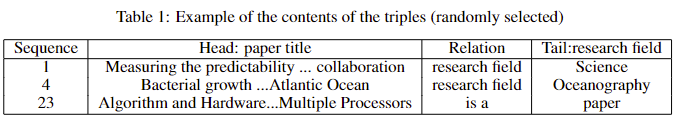 Table 1: Example of the contents of the triples (randomly selected)
Sequence Head: paper title Relation Tail:research field
1 Measuring the predictability ... collaboration research field Science
4 Bacterial growth ...Atlantic Ocean research field Oceanography
23 Algorithm and Hardware...Multiple Processors is a paper